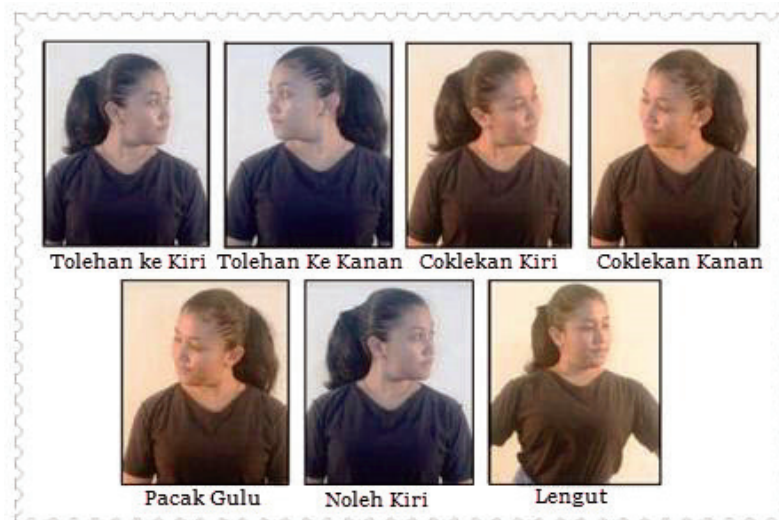 Tolehan ke Kiri Tolehan Ke Kanan Coklekan Kiri Coklekan Kanan
Pacak Gulu Noleh Kiri Lengut